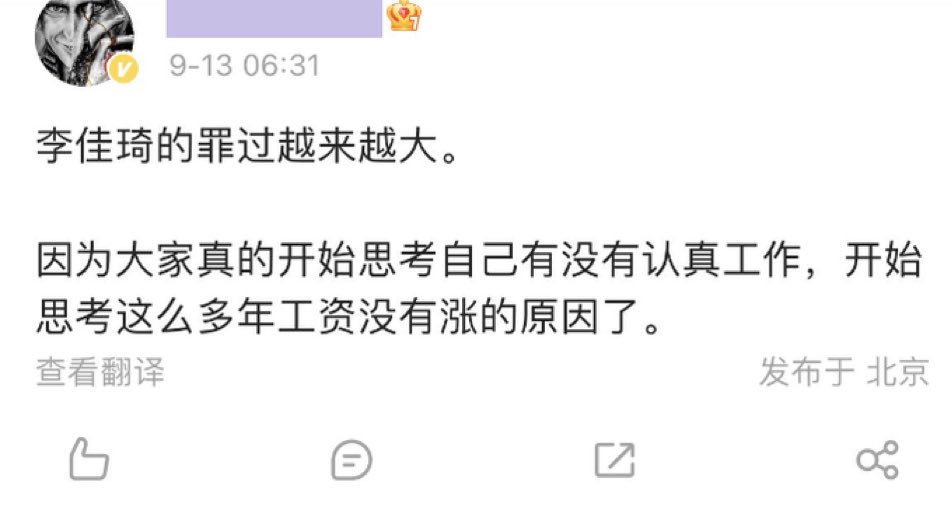 7
V
9-13 06:31
李佳琦的罪过越来越大。
因为大家真的开始思考自己有没有认真工作，开始
思考这么多年工资没有涨的原因了。
查看翻译
发布于 北京